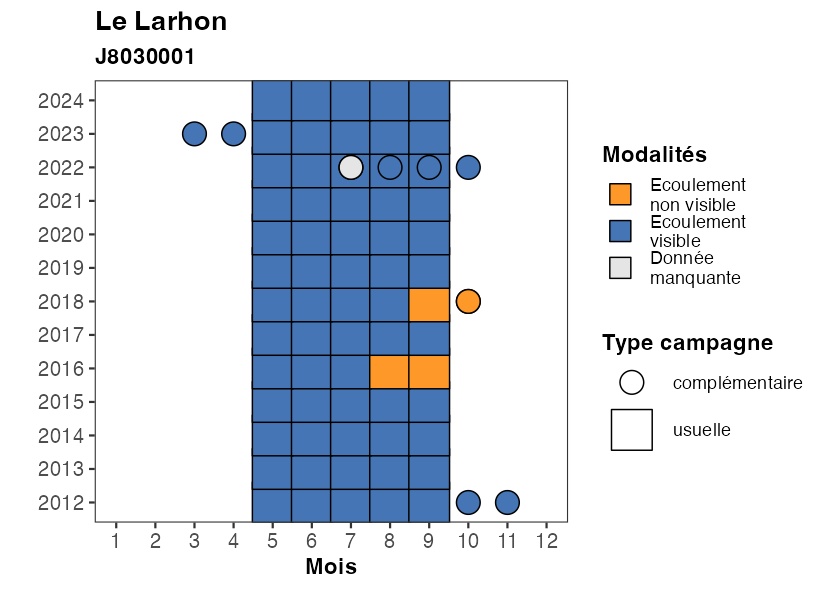 Le Larhon
J8030001
2024
2023
2022
2021
2020
2019
2018
2017
2016
2015
2014
2013
2012
1 2 3 4 5 6 7 8 9 10 11 12
Mois
Modalités
Ecoulement
non visible
Ecoulement
visible
Donnée
manquante
Type campagne
complémentaire
usuelle